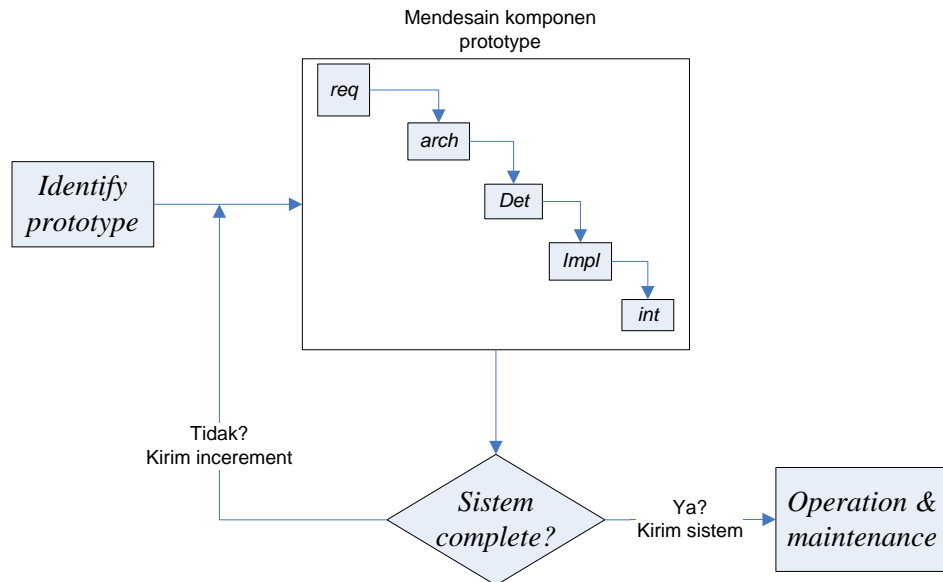 Mendesain komponen
prototype
req
arch
Det
Impl
int
Identify
prototype
Tidak?
Kirim incerement
Sistem
complete?
Ya?
Kirim sistem
Operation &
maintenance